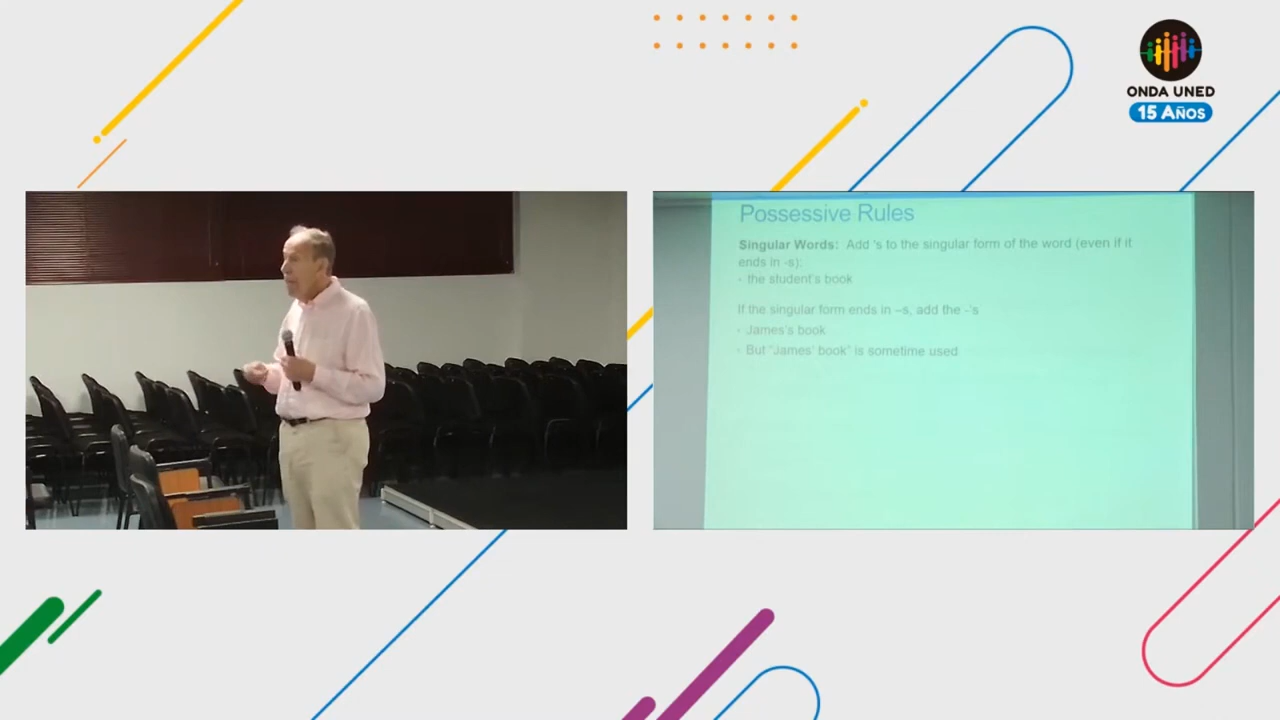 ONDA UNED
15 AÑOS
Possessive Rules
Singular Words: Add 's to the singular form of the word (even if it
ends in -s):
- the student's book
If the singular form ends in –s, add the -'s
- James's book
- But "James' book" is sometime used